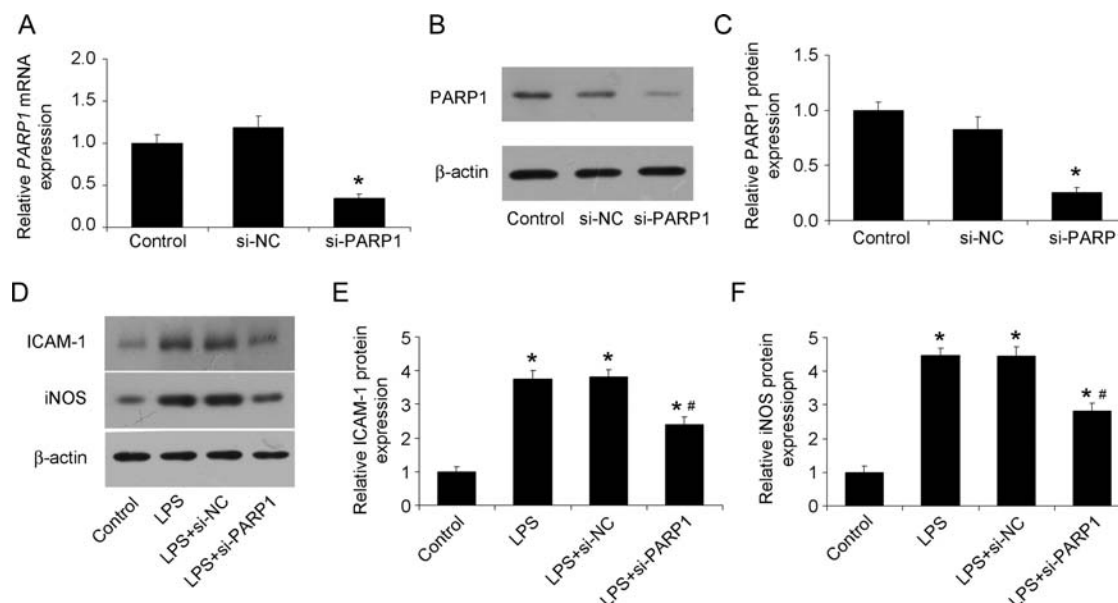 A
Relative PARP1 mRNA
expression
2.0
1.5
1.0
0.5
0.0
*
Control si-NC si-PARP1
B
PARP1
β-actin
Control si-NC si-PARP1
C
Relative PARP1 protein
expression
1.5
1.0
0.5
0.0
*
Control si-NC si-PARP
D
ICAM-1
iNOS
β-actin
Control
LPS
LPS+si-NC
LPS+si-PARP1
E
Relative ICAM-1 protein
expression
5
4
3
2
1
0
* * * #
Control
LPS
LPS+si-NC
LPS+si-PARP1
F
Relative iNOS protein
expressiopn
5
4
3
2
1
0
* * * #
Control
LPS
LPS+si-NC
LPS+si-PARP1